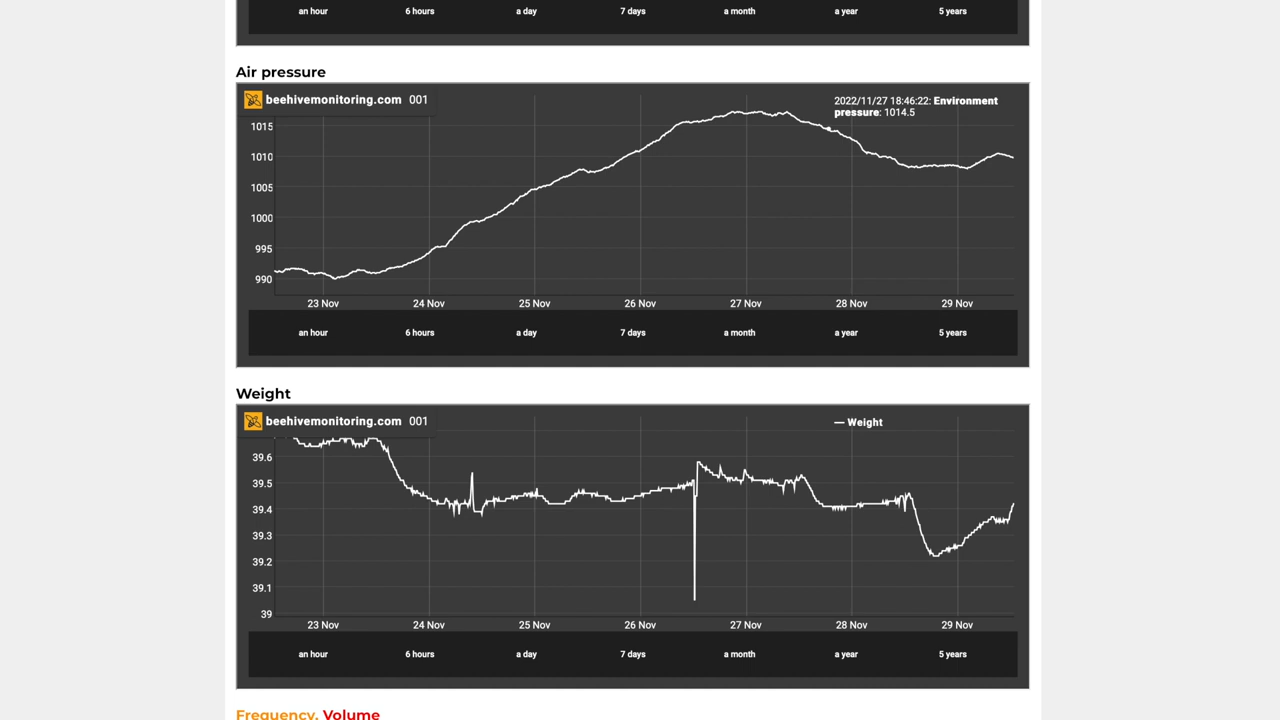 an hour 6 hours a day 7 days a month a year 5 years
Air pressure
beehivemonitoring.com 001
2022/11/27 18:46:22: Environment
pressure: 1014.5
1015
1010
1005
1000
995
990
23 Nov 24 Nov 25 Nov 26 Nov 27 Nov 28 Nov 29 Nov
an hour 6 hours a day 7 days a month a year 5 years
Weight
beehivemonitoring.com 001
— Weight
39.6
39.5
39.4
39.3
39.2
39.1
39
23 Nov 24 Nov 25 Nov 26 Nov 27 Nov 28 Nov 29 Nov
an hour 6 hours a day 7 days a month a year 5 years
Frequency, Volume